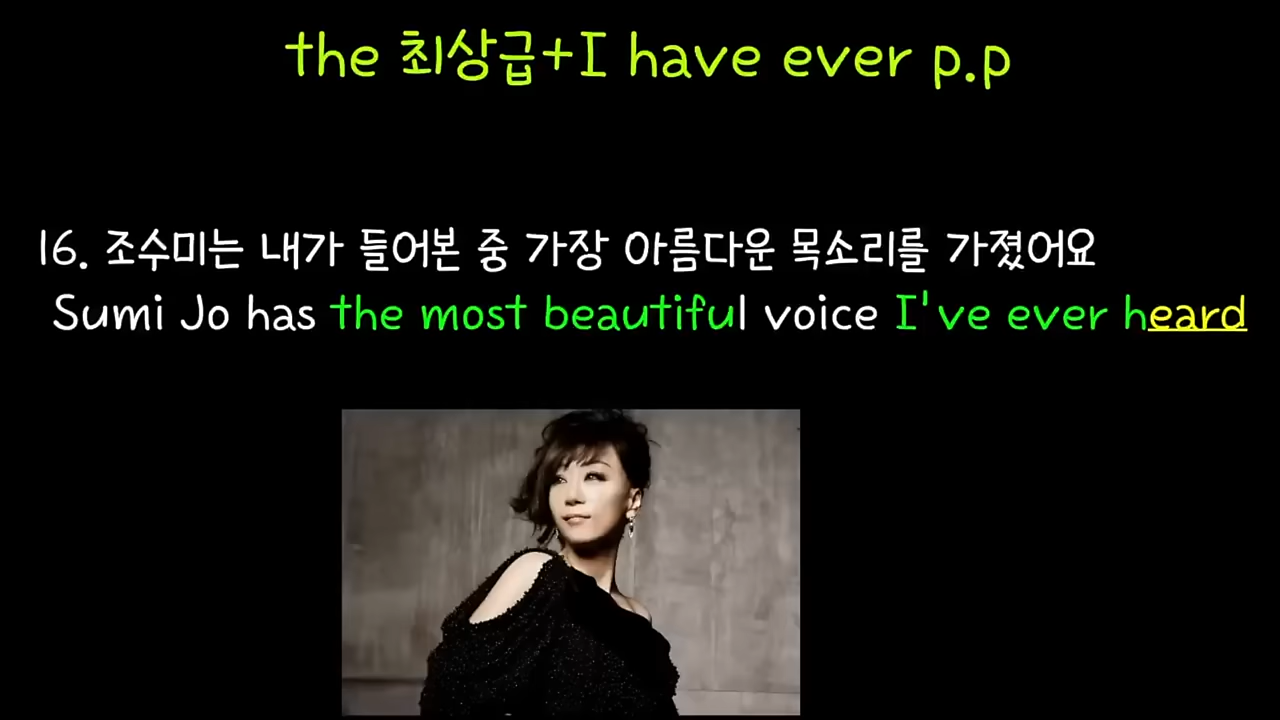 the 최상급+I have ever p.p
16. 조수미는 내가 들어본 중 가장 아름다운 목소리를 가졌어요
Sumi Jo has the most beautiful voice I've ever heard